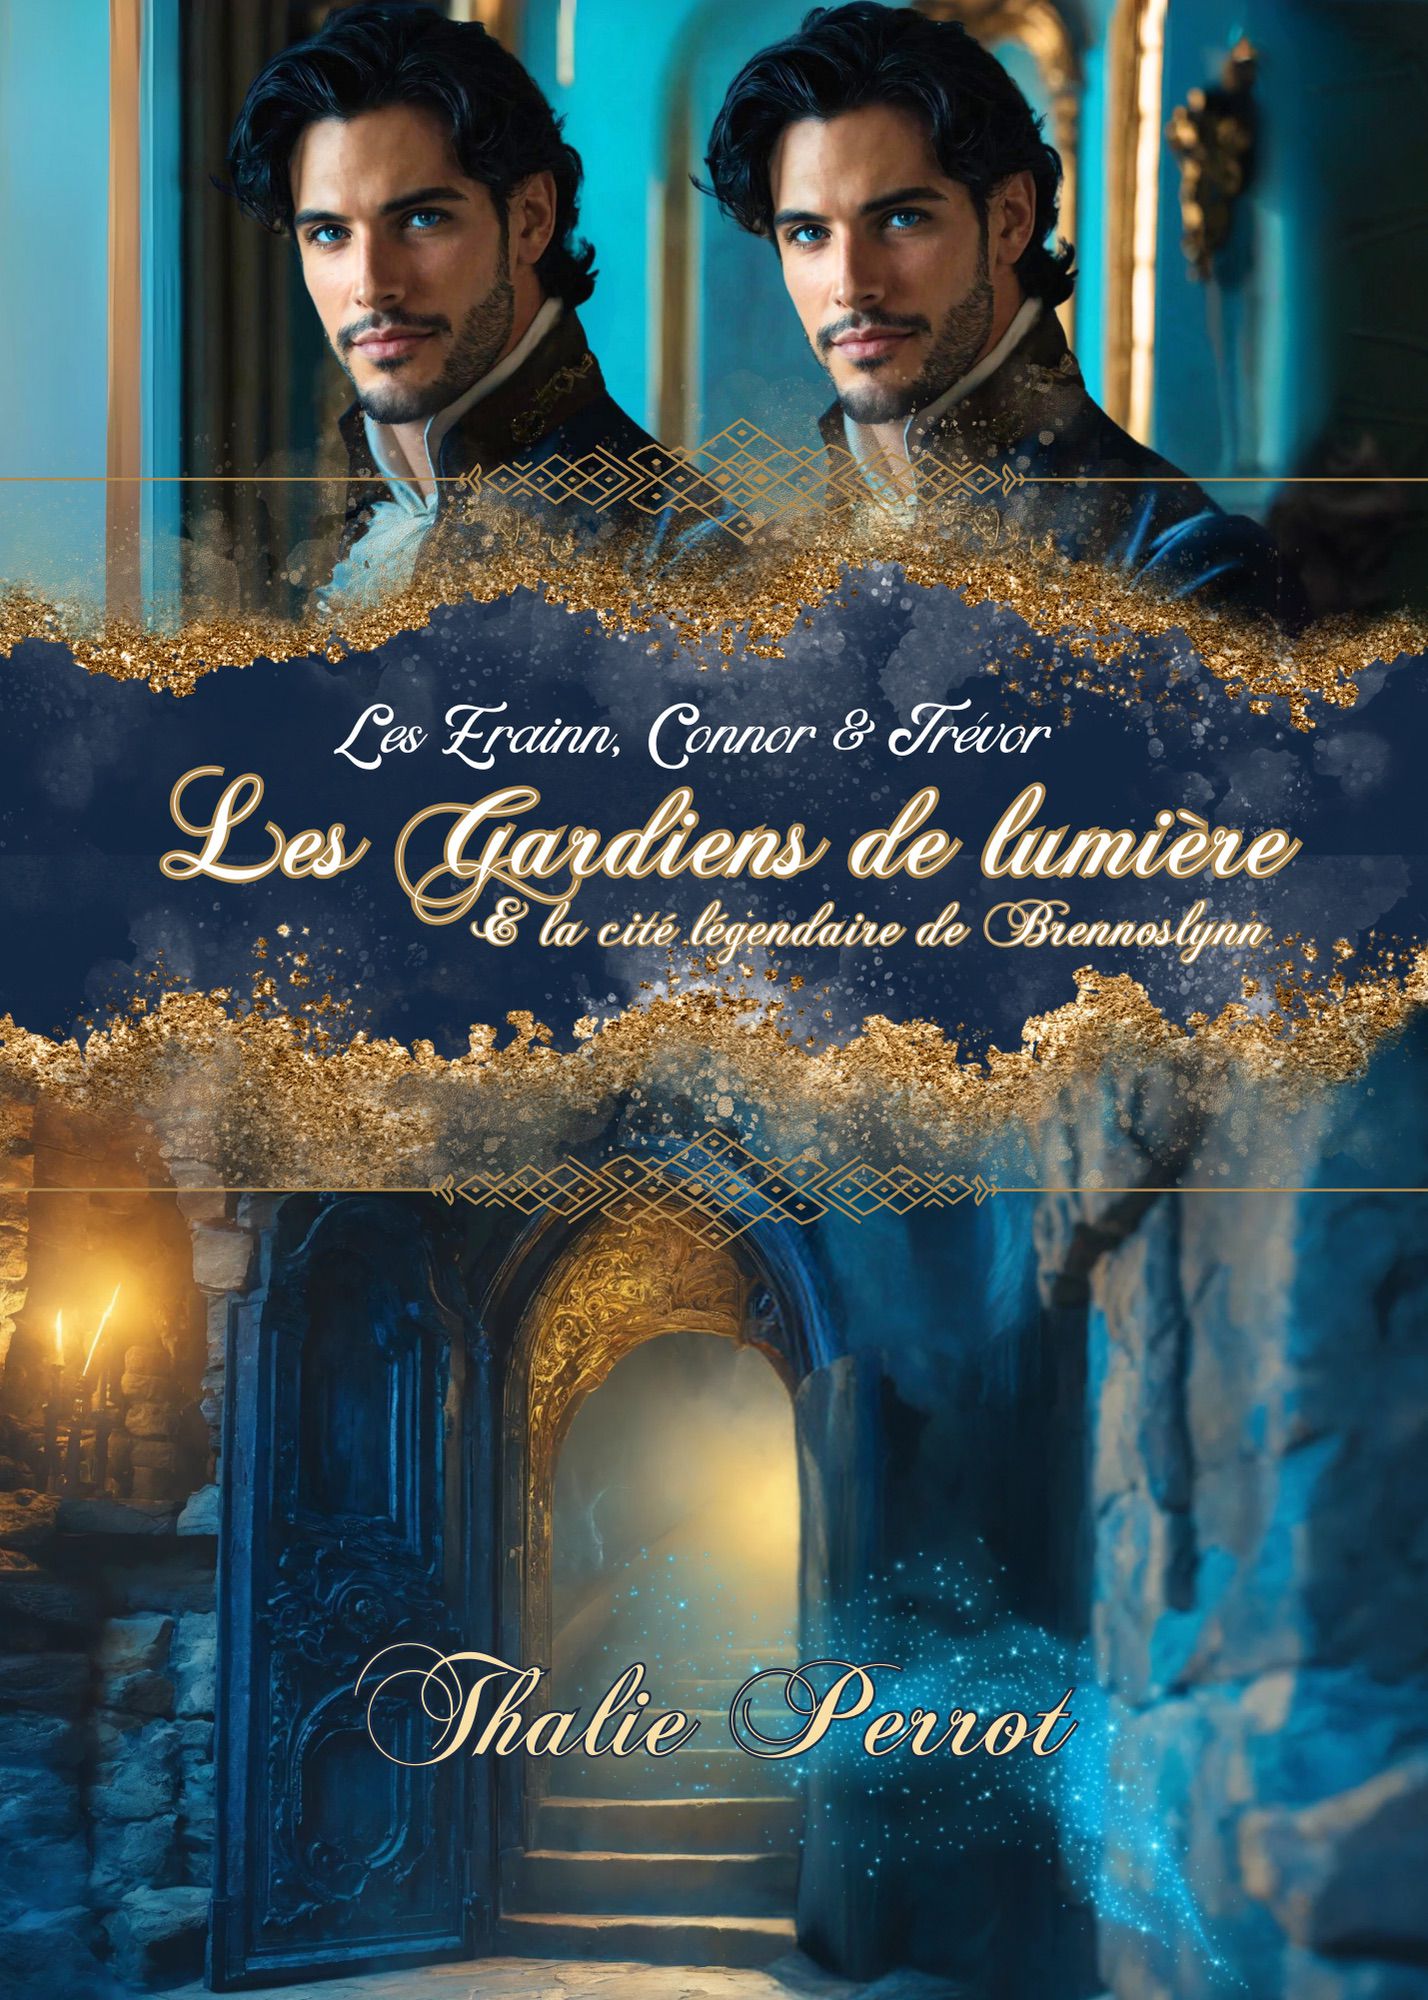 Les Erainn, Connor & Trévor
Les Gardiens de lumière
& la cité légendaire de Brennoslynn
Thalie Perrot